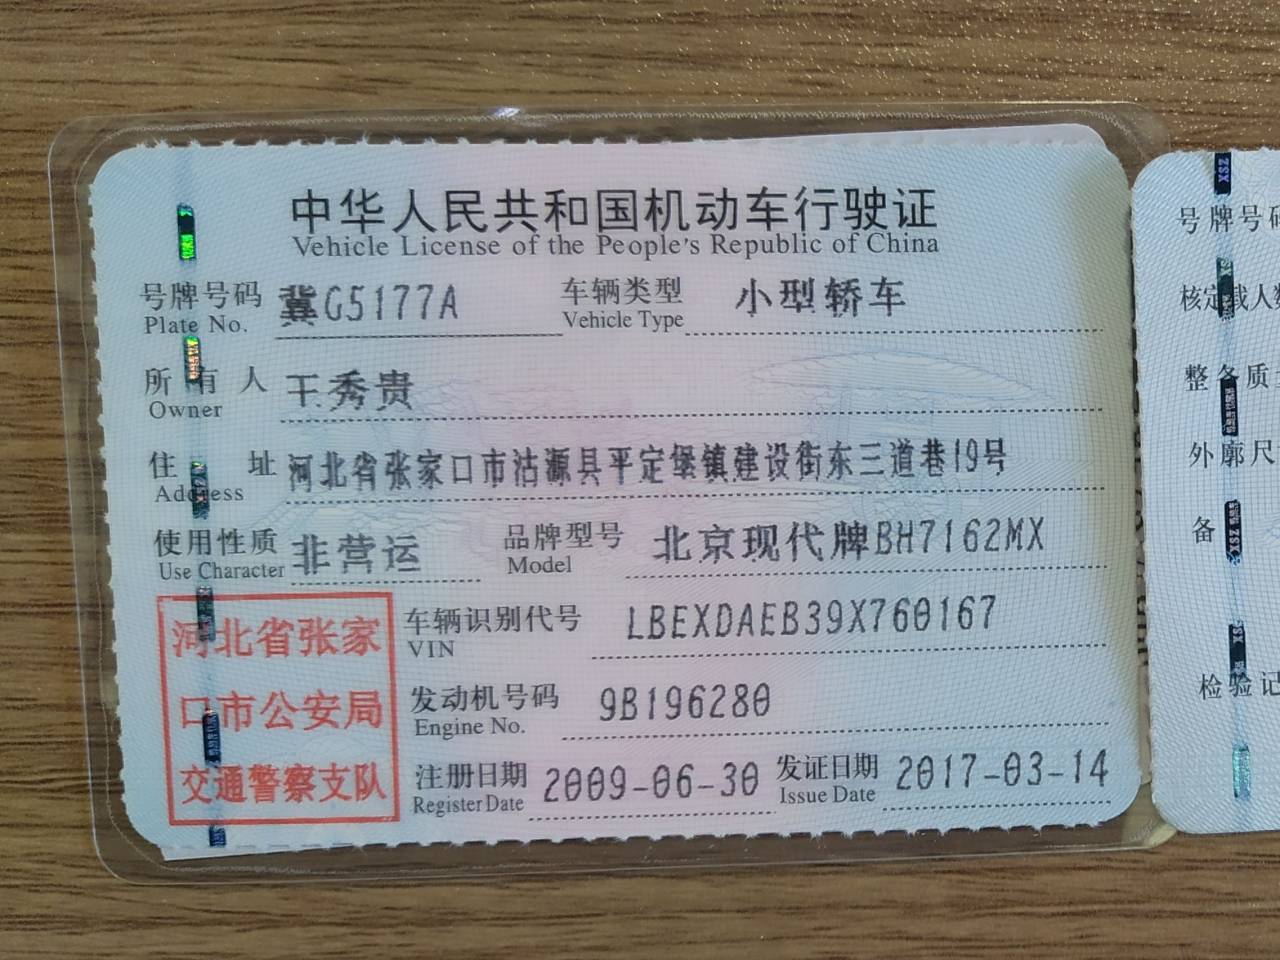 中华人民共和国机动车行驶证
Vehicle License of the People's Republic of China
号牌号码 冀G5177A 车辆类型 小型轿车
Plate No. Vehicle Type
所有人 王秀贵
Owner
住址 河北省张家口市沽源县平定堡镇建设街东三道巷19号
Address
使用性质 非营运 品牌型号 北京现代牌BH7162MX
Use Character Model
车辆识别代号 LBEXDAEB39X760167
VIN
发动机号码 9B196280
Engine No.
注册日期 2009-06-30 发证日期 2017-03-14
Register Date Issue Date
河北省张家
口市公安局
交通警察支队
号牌号码
核定载人数
整备质
外廓尺
备
检验记
XSZ